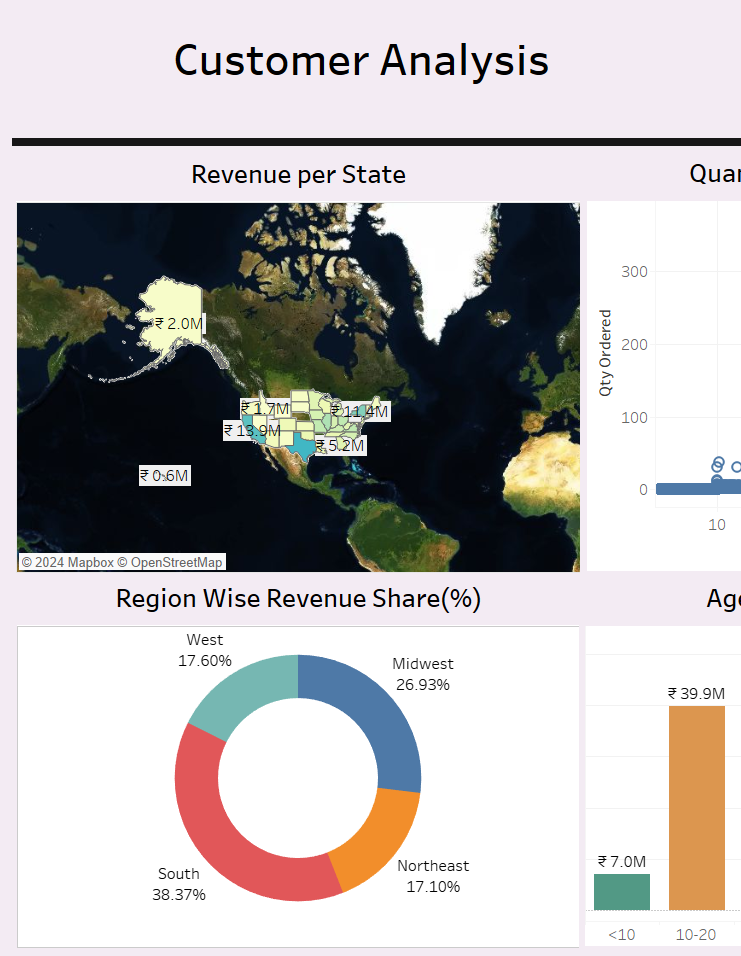 Customer Analysis
Revenue per State
Quan
₹ 2.0M
₹ 1.7M
₹ 11.4M
₹ 13.9M
₹ 5.2M
₹ 0.6M
© 2024 Mapbox © OpenStreetMap
Qty Ordered
300
200
100
0
10
Region Wise Revenue Share(%)
West
17.60%
Midwest
26.93%
South
38.37%
Northeast
17.10%
Age
₹ 39.9M
₹ 7.0M
<10
10-20